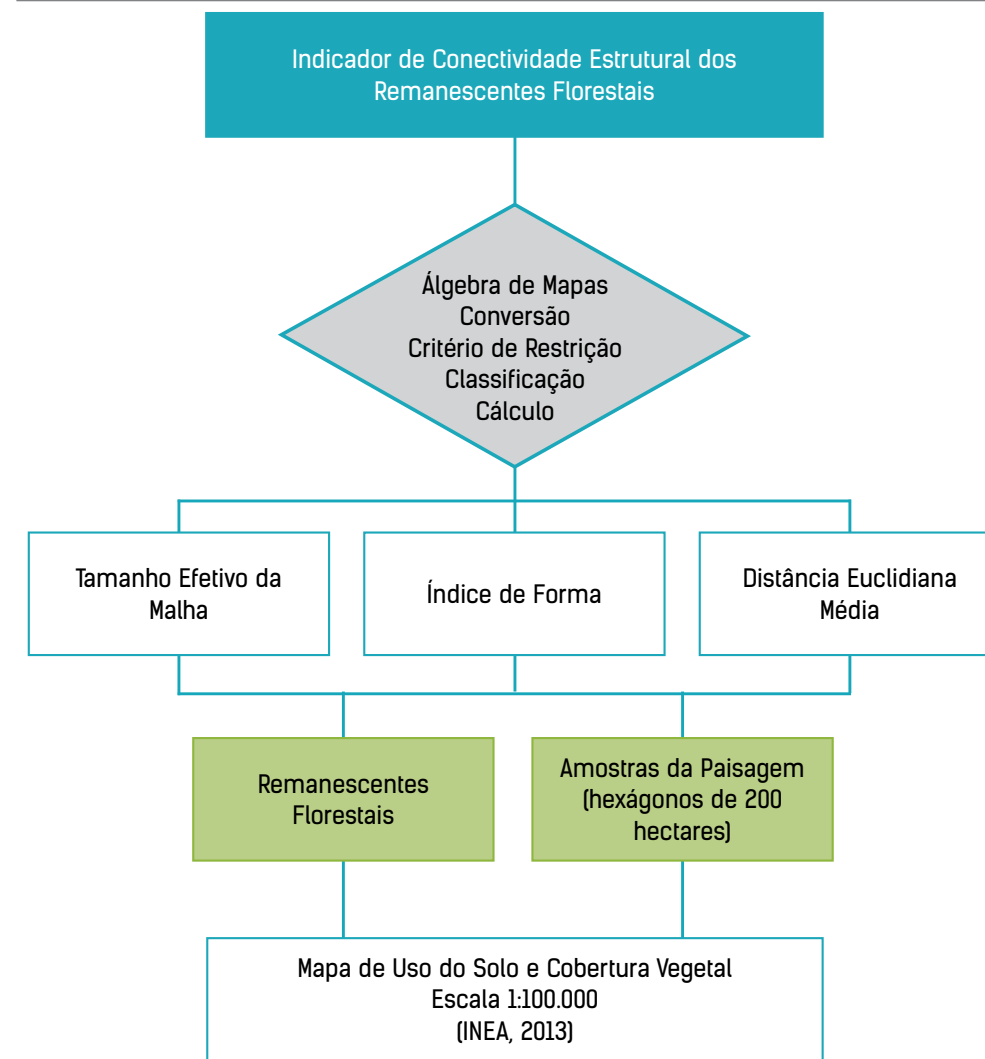 Indicador de Conectividade Estrutural dos
Remanescentes Florestais
Álgebra de Mapas
Conversão
Critério de Restrição
Classificação
Cálculo
Tamanho Efetivo da
Malha
Índice de Forma
Distância Euclidiana
Média
Remanescentes
Florestais
Amostras da Paisagem
(hexágonos de 200
hectares)
Mapa de Uso do Solo e Cobertura Vegetal
Escala 1:100.000
(INEA, 2013)